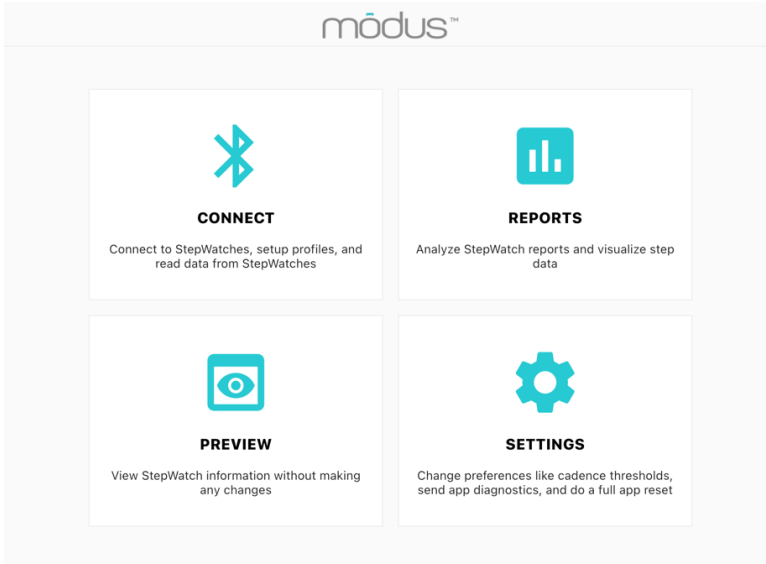 mōdus™
CONNECT
Connect to StepWatches, setup profiles, and
read data from StepWatches
REPORTS
Analyze StepWatch reports and visualize step
data
PREVIEW
View StepWatch information without making
any changes
SETTINGS
Change preferences like cadence thresholds,
send app diagnostics, and do a full app reset